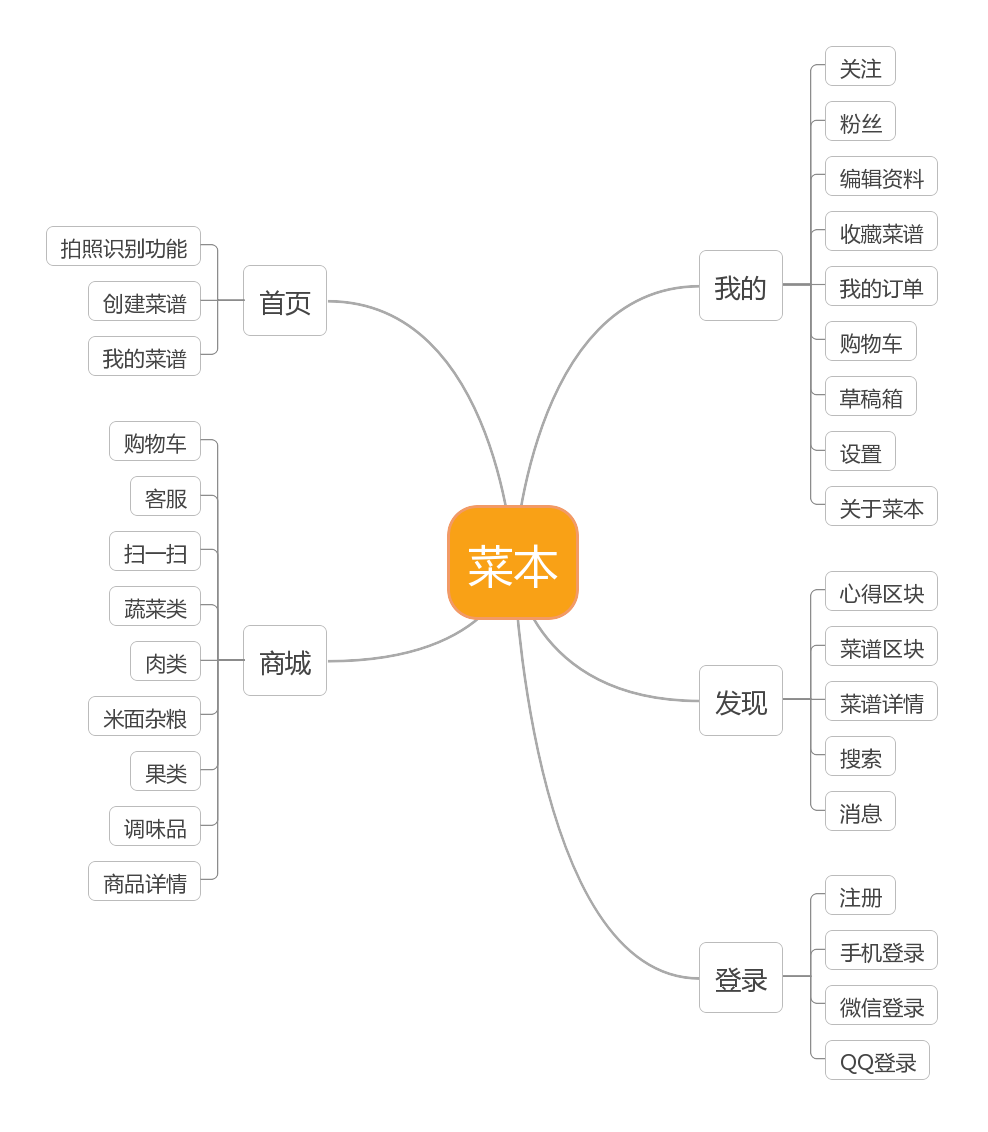 菜本
我的
关注
粉丝
编辑资料
收藏菜谱
我的订单
购物车
草稿箱
设置
关于菜本
发现
心得区块
菜谱区块
菜谱详情
搜索
消息
登录
注册
手机登录
微信登录
QQ登录
首页
拍照识别功能
创建菜谱
我的菜谱
商城
购物车
客服
扫一扫
蔬菜类
肉类
米面杂粮
果类
调味品
商品详情